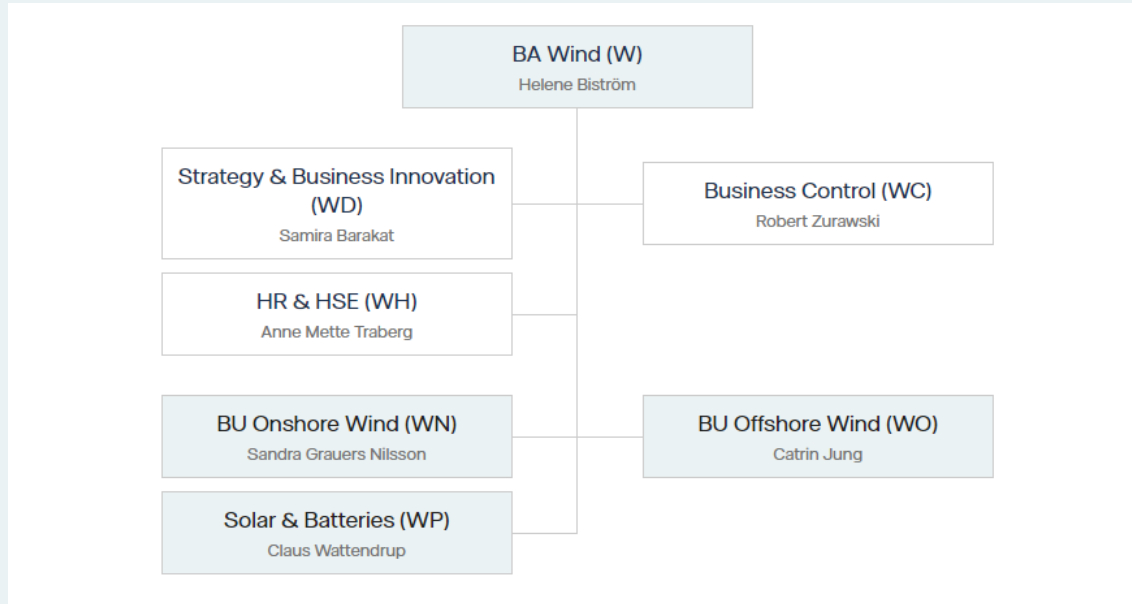 BA Wind (W)
Helene Biström
Strategy & Business Innovation
(WD)
Samira Barakat
Business Control (WC)
Robert Zurawski
HR & HSE (WH)
Anne Mette Traberg
BU Onshore Wind (WN)
Sandra Grauers Nilsson
BU Offshore Wind (WO)
Catrin Jung
Solar & Batteries (WP)
Claus Wattendrup